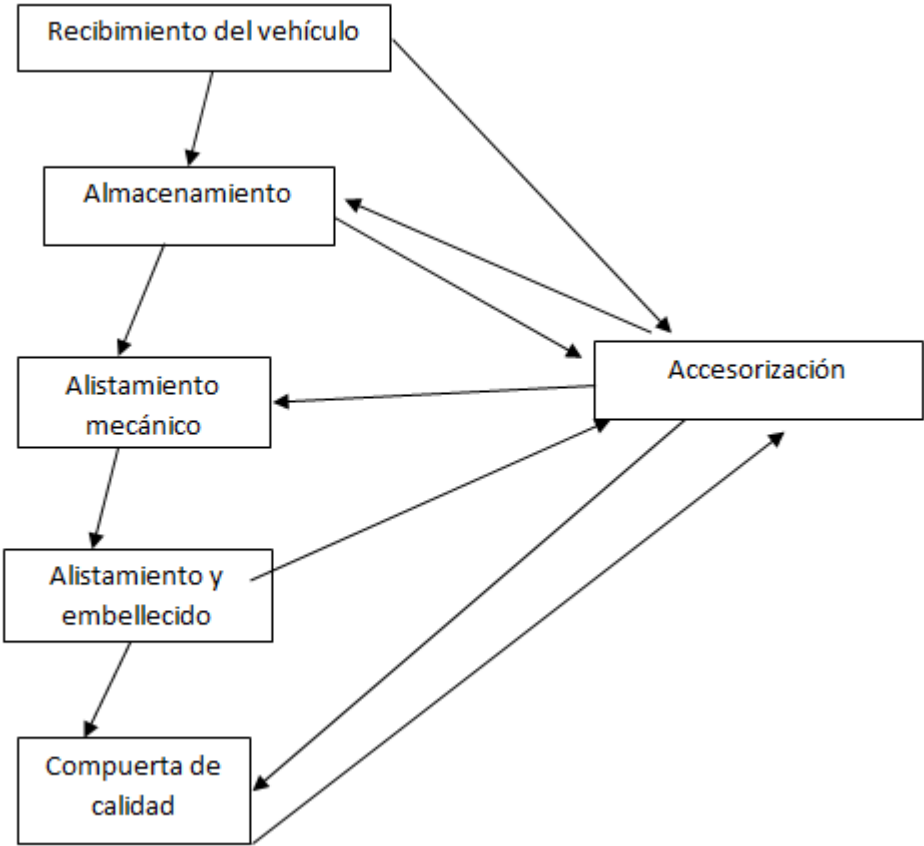 Recibimiento del vehículo
Almacenamiento
Accesorización
Alistamiento
mecánico
Alistamiento y
embellecido
Compuerta de
calidad